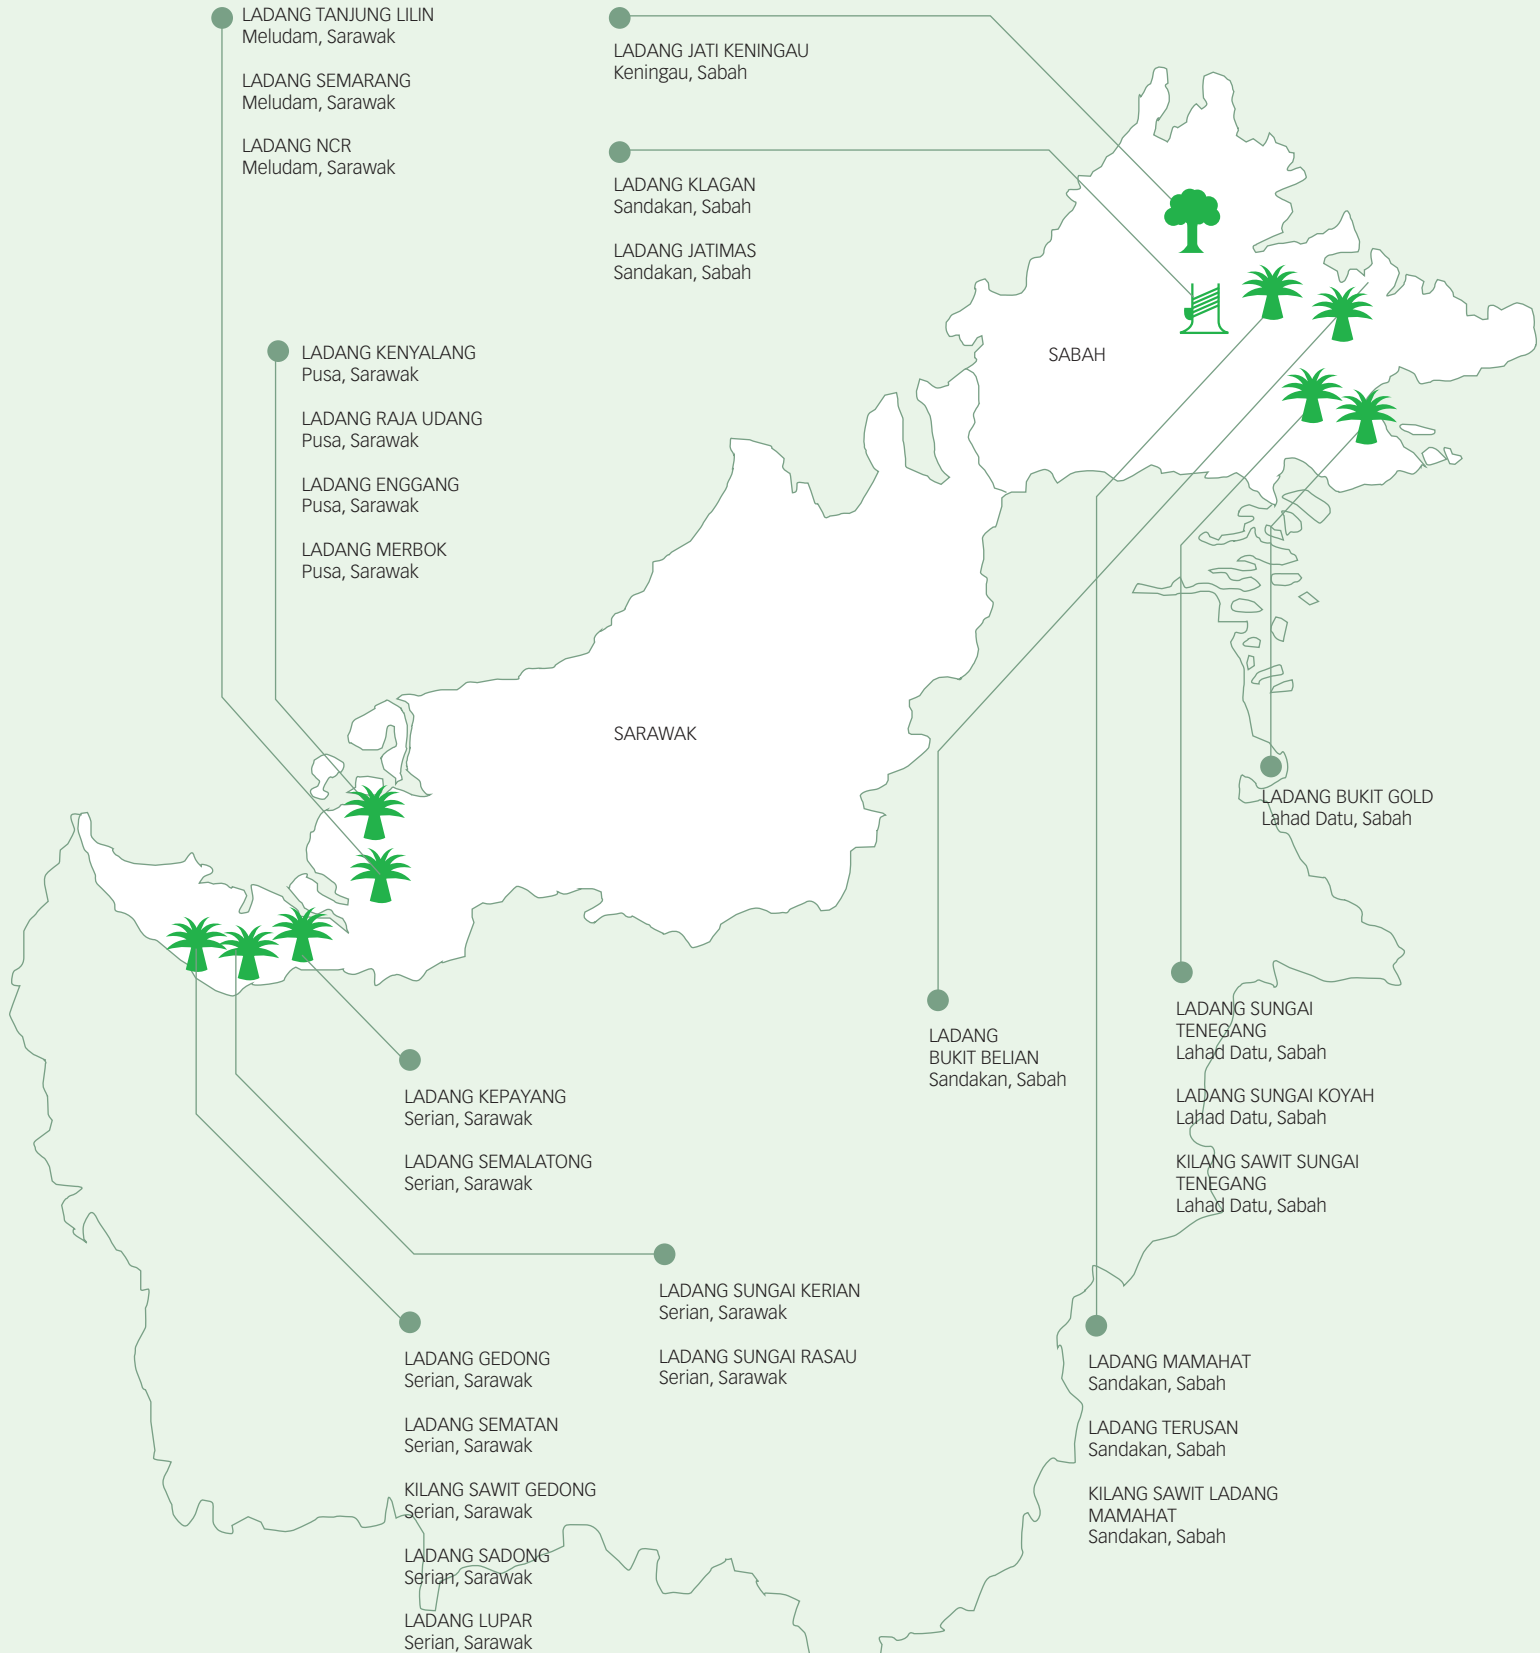 LADANG TANJUNG LILIN
Meludam, Sarawak
LADANG SEMARANG
Meludam, Sarawak
LADANG NCR
Meludam, Sarawak
LADANG JATI KENINGAU
Keningau, Sabah
LADANG KLAGAN
Sandakan, Sabah
LADANG JATIMAS
Sandakan, Sabah
LADANG KENYALANG
Pusa, Sarawak
LADANG RAJA UDANG
Pusa, Sarawak
LADANG ENGGANG
Pusa, Sarawak
LADANG MERBOK
Pusa, Sarawak
SABAH
SARAWAK
LADANG BUKIT GOLD
Lahad Datu, Sabah
LADANG
BUKIT BELIAN
Sandakan, Sabah
LADANG SUNGAI
TENEGANG
Lahad Datu, Sabah
LADANG SUNGAI KOYAH
Lahad Datu, Sabah
KILANG SAWIT SUNGAI
TENEGANG
Lahad Datu, Sabah
LADANG KEPAYANG
Serian, Sarawak
LADANG SEMALATONG
Serian, Sarawak
LADANG SUNGAI KERIAN
Serian, Sarawak
LADANG SUNGAI RASAU
Serian, Sarawak
LADANG GEDONG
Serian, Sarawak
LADANG SEMATAN
Serian, Sarawak
KILANG SAWIT GEDONG
Serian, Sarawak
LADANG SADONG
Serian, Sarawak
LADANG LUPAR
Serian, Sarawak
LADANG MAMAHAT
Sandakan, Sabah
LADANG TERUSAN
Sandakan, Sabah
KILANG SAWIT LADANG
MAMAHAT
Sandakan, Sabah